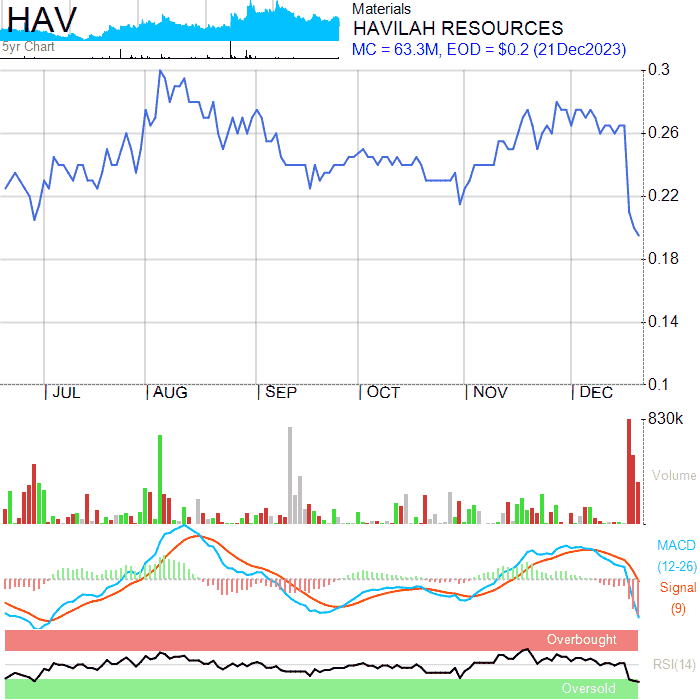 HAV
5yr Chart
Materials
HAVILAH RESOURCES
MC = 63.3M, EOD = $0.2 (21Dec2023)
0.3
0.26
0.22
0.18
0.14
0.1
JUL AUG SEP OCT NOV DEC
830k
Volume
MACD
(12-26)
Signal
(9)
Overbought
RSI(14)
Oversold